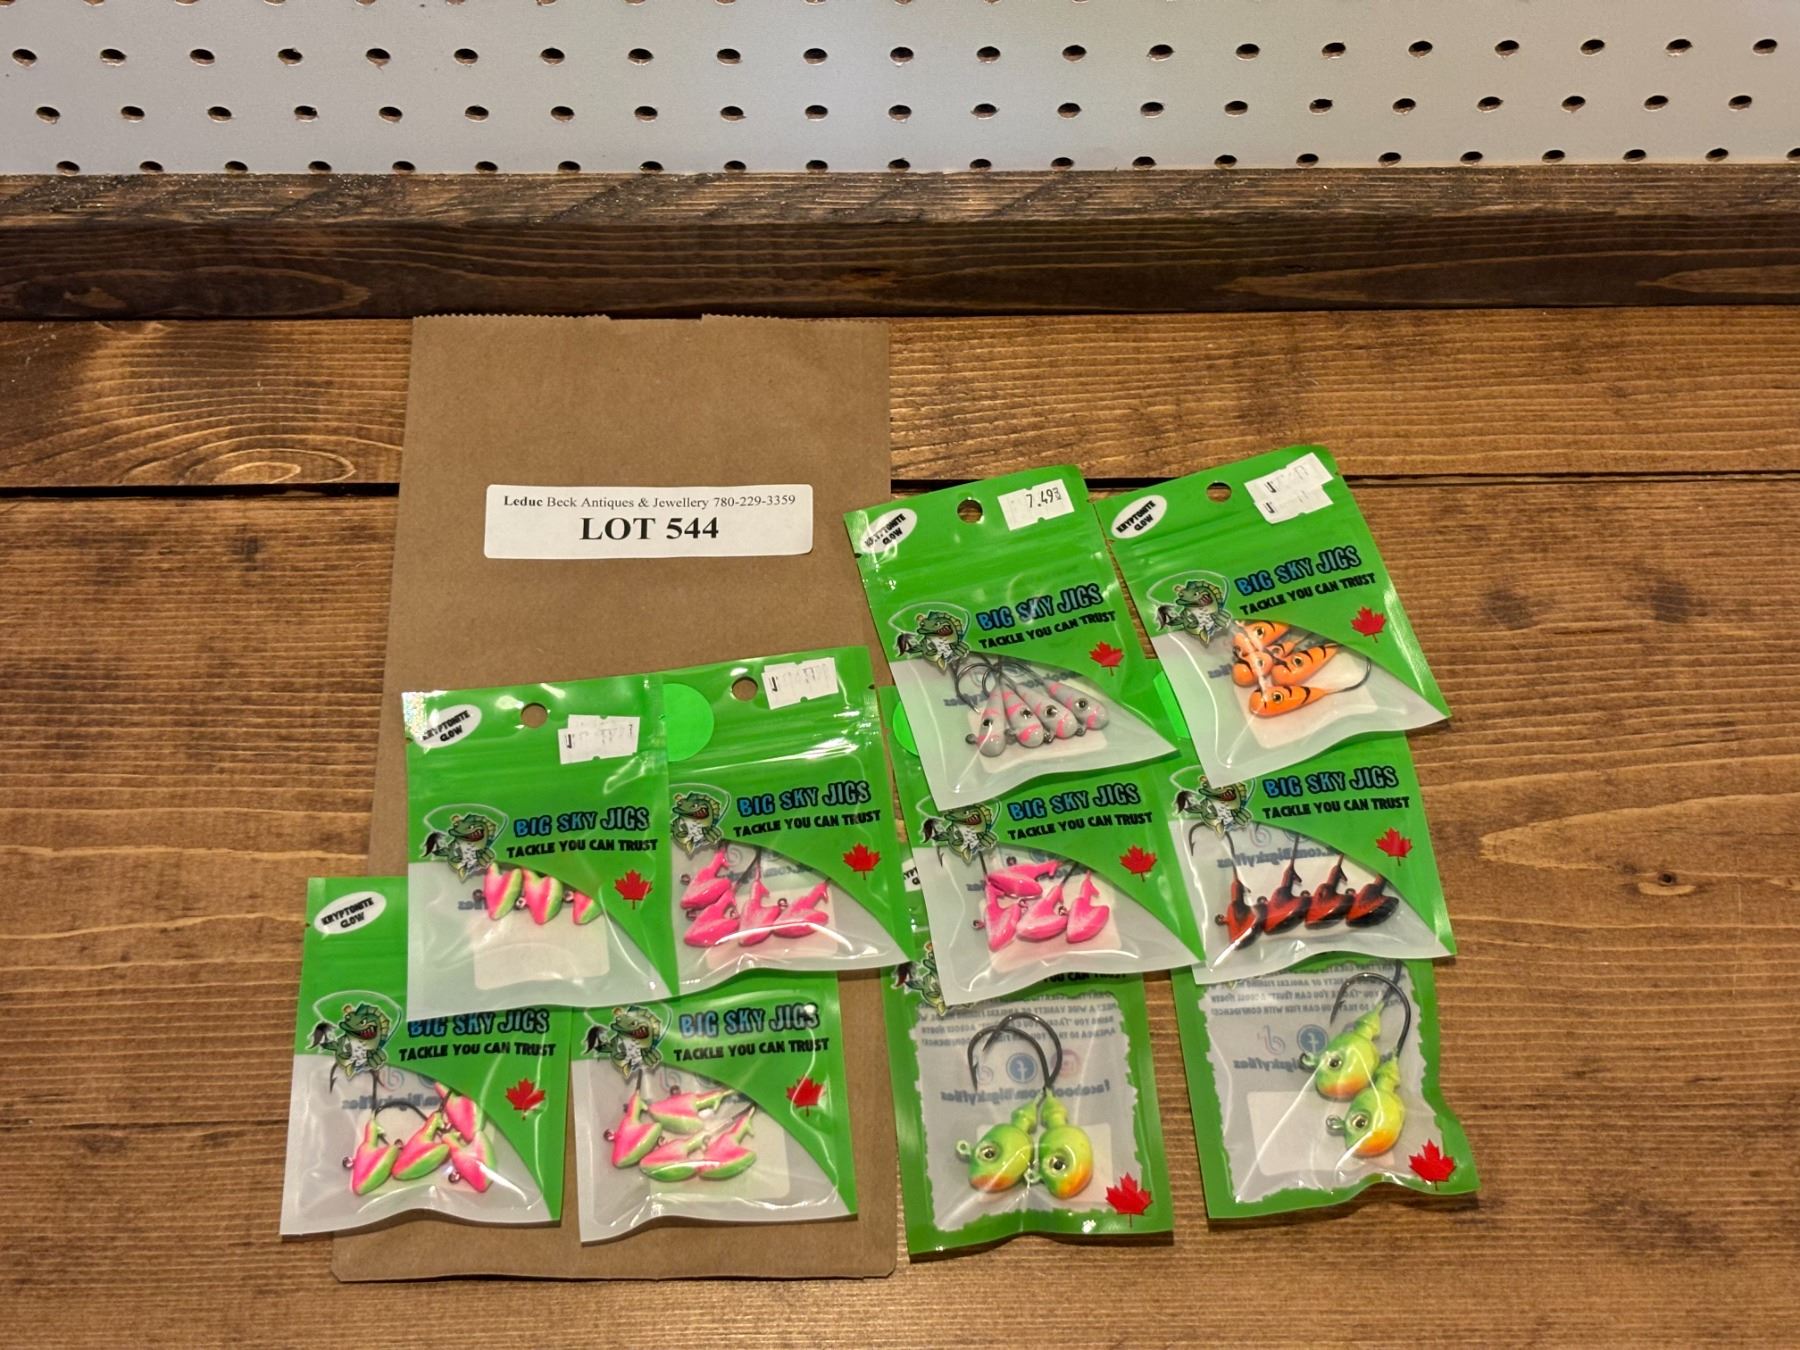 Leduc Beck Antiques & Jewellery 780-229-3359
LOT 544
7.49
KRYPTONITE
GLOW
BIG SKY JIGS
TACKLE YOU CAN TRUST
KRYPTONITE
GLOW
BIG SKY JIGS
TACKLE YOU CAN TRUST
KRYPTONITE
GLOW
BIG SKY JIGS
TACKLE YOU CAN TRUST
BIG SKY JIGS
TACKLE YOU CAN TRUST
BIG SKY JIGS
TACKLE YOU CAN TRUST
BIG SKY JIGS
TACKLE YOU CAN TRUST
KRYPTONITE
GLOW
BIG SKY JIGS
TACKLE YOU CAN TRUST
BIG SKY JIGS
TACKLE YOU CAN TRUST
YOU CAN TRUST